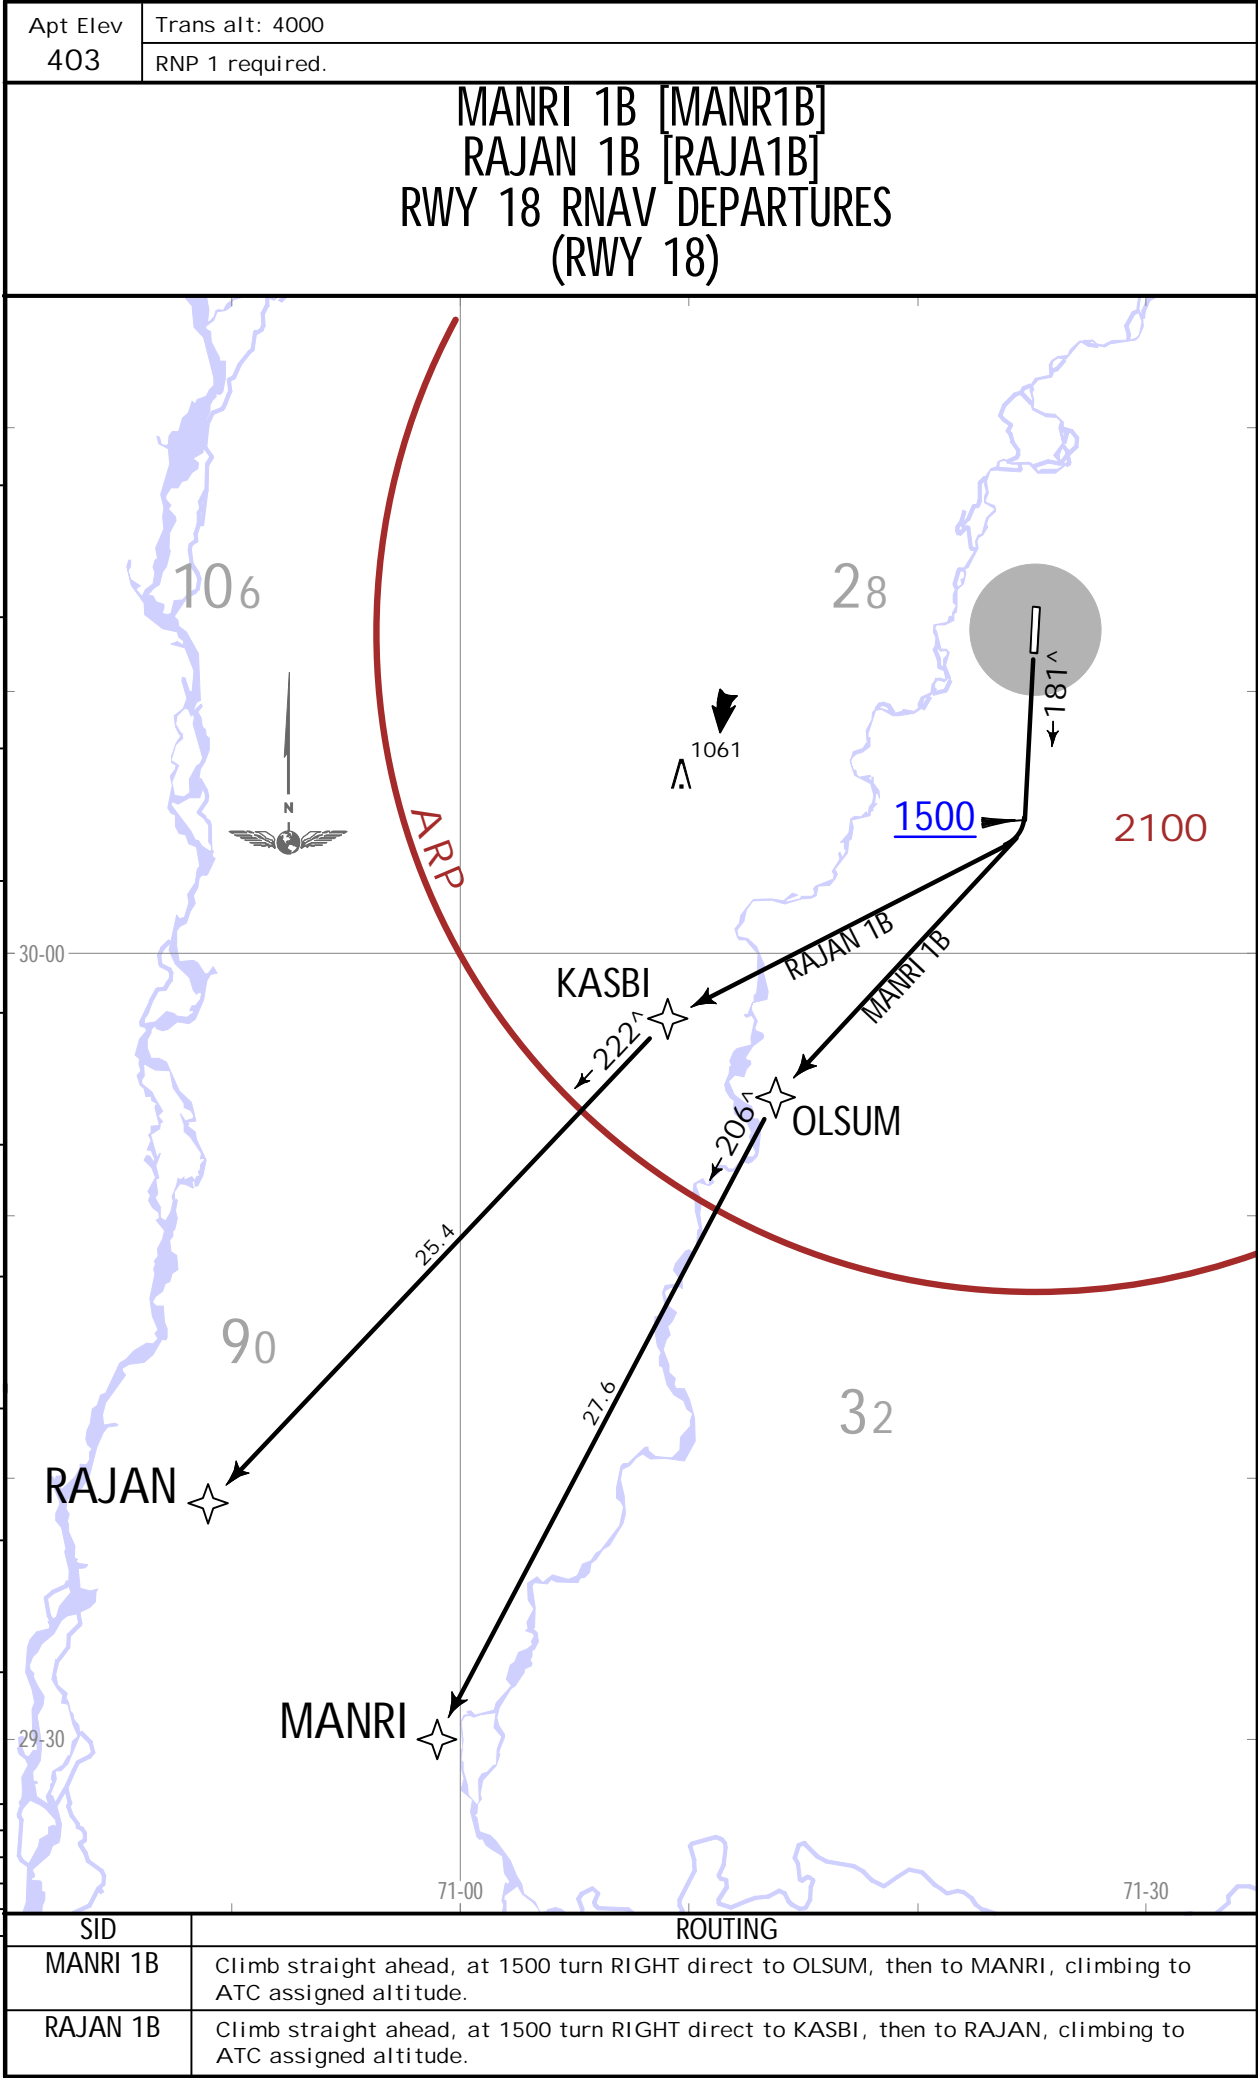 Apt Elev
403
Trans alt: 4000
RNP 1 required.
MANRI 1B [MANR1B]
RAJAN 1B [RAJA1B]
RWY 18 RNAV DEPARTURES
(RWY 18)
106
28
181^
1061
N
1500
2100
ARP
RAJAN 1B
MANRI 1B
30-00
KASBI
222^
206^
OLSUM
25.4
90
27.6
32
RAJAN
MANRI
29-30
71-00
71-30
SID
ROUTING
MANRI 1B
Climb straight ahead, at 1500 turn RIGHT direct to OLSUM, then to MANRI, climbing to
ATC assigned altitude.
RAJAN 1B
Climb straight ahead, at 1500 turn RIGHT direct to KASBI, then to RAJAN, climbing to
ATC assigned altitude.